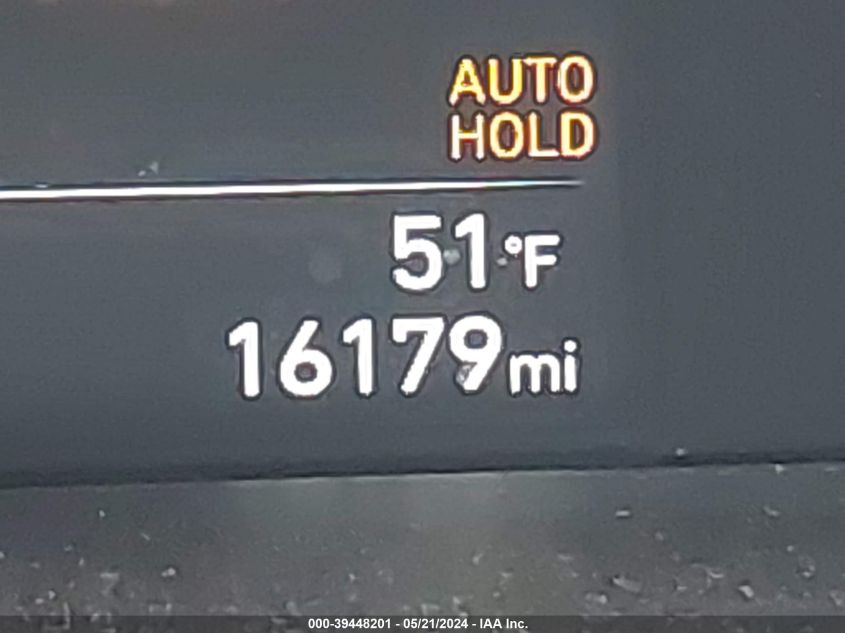 AUTO
HOLD
51°F
16179mi
000-39448201 - 05/21/2024 - IAA Inc.